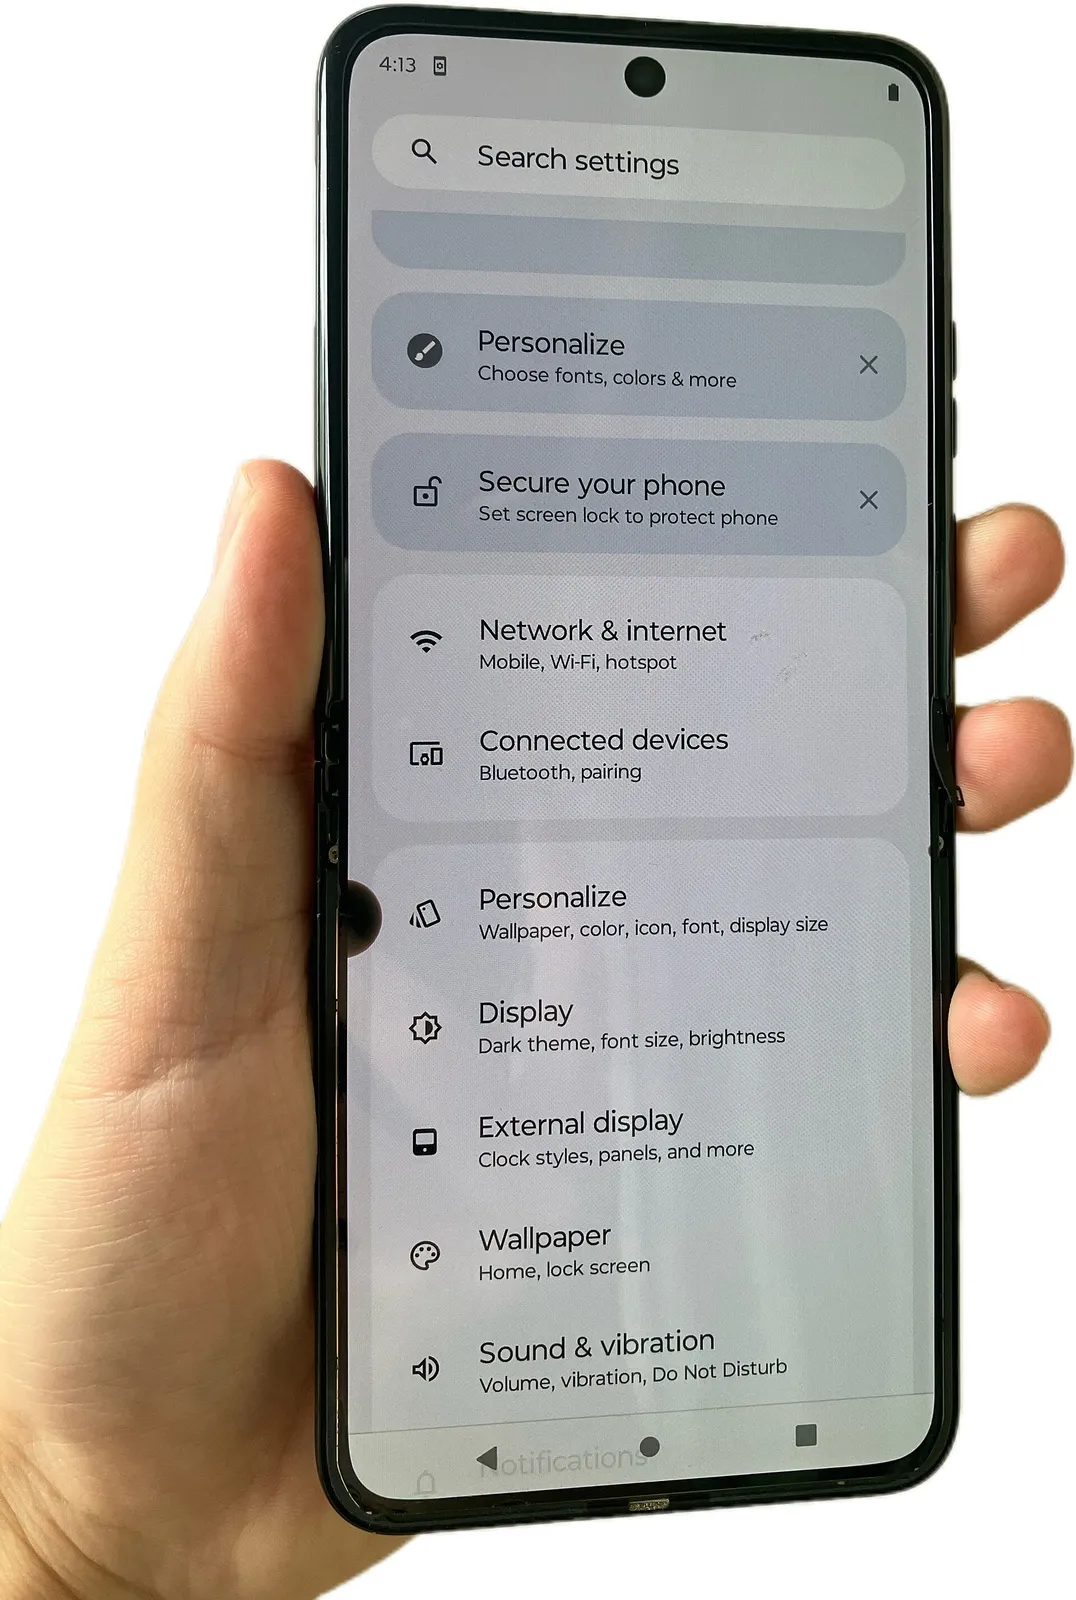 4:13
Search settings
Personalize
Choose fonts, colors & more
Secure your phone
Set screen lock to protect phone
Network & internet
Mobile, Wi-Fi, hotspot
Connected devices
Bluetooth, pairing
Personalize
Wallpaper, color, icon, font, display size
Display
Dark theme, font size, brightness
External display
Clock styles, panels, and more
Wallpaper
Home, lock screen
Sound & vibration
Volume, vibration, Do Not Disturb
Notifications